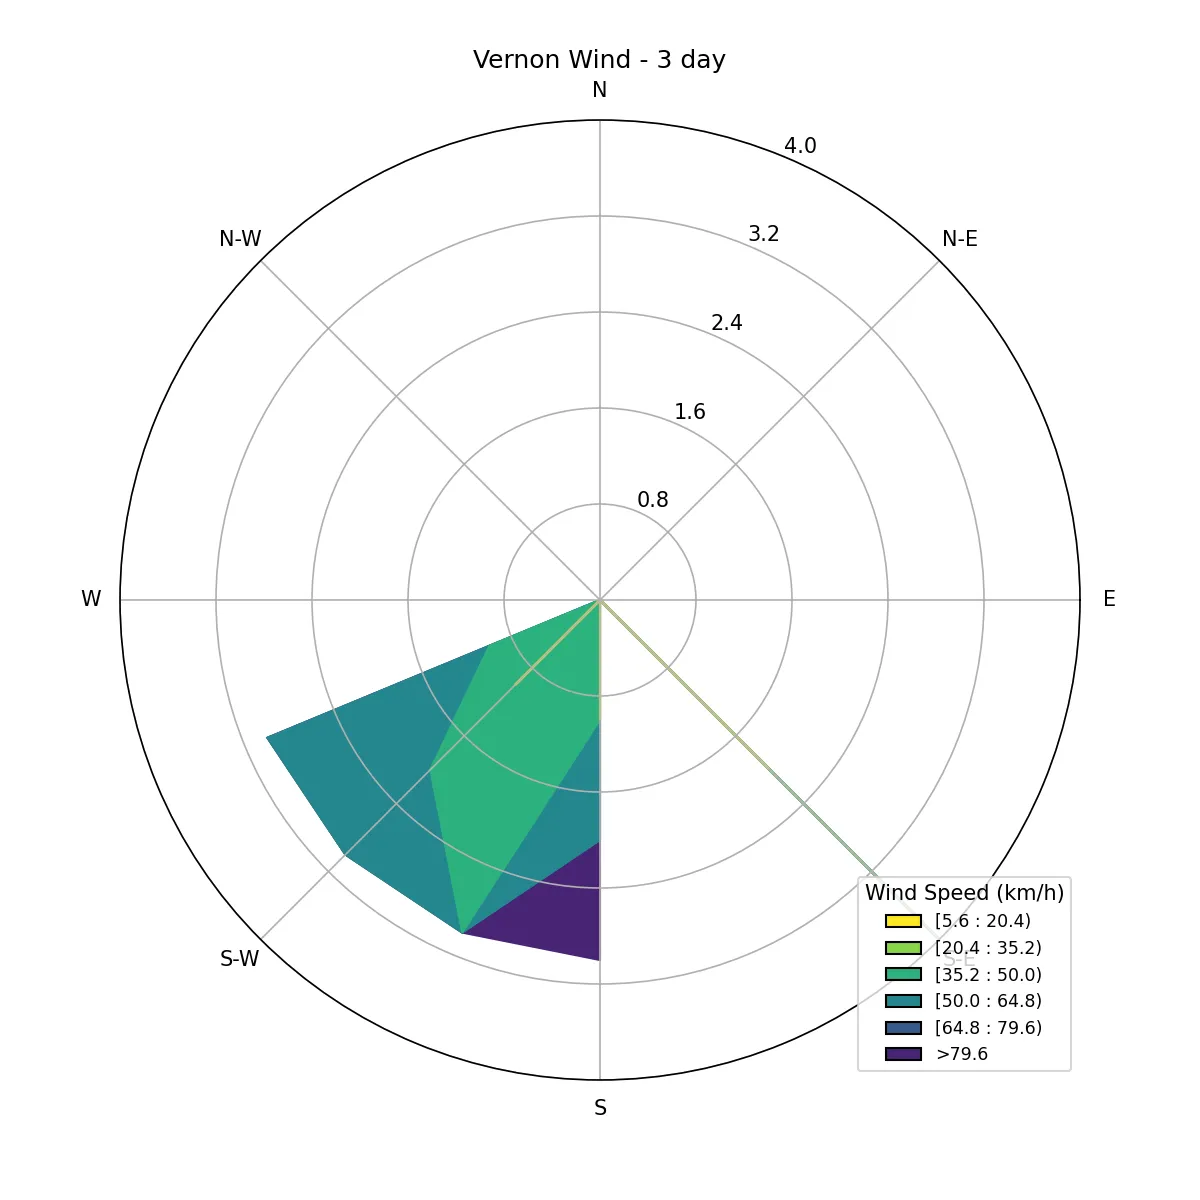 Vernon Wind - 3 day
N
4.0
N-W
3.2
N-E
2.4
1.6
0.8
W
E
Wind Speed (km/h)
[5.6 : 20.4)
[20.4 : 35.2)
S-W
S-E
[35.2 : 50.0)
[50.0 : 64.8)
[64.8 : 79.6)
>79.6
S